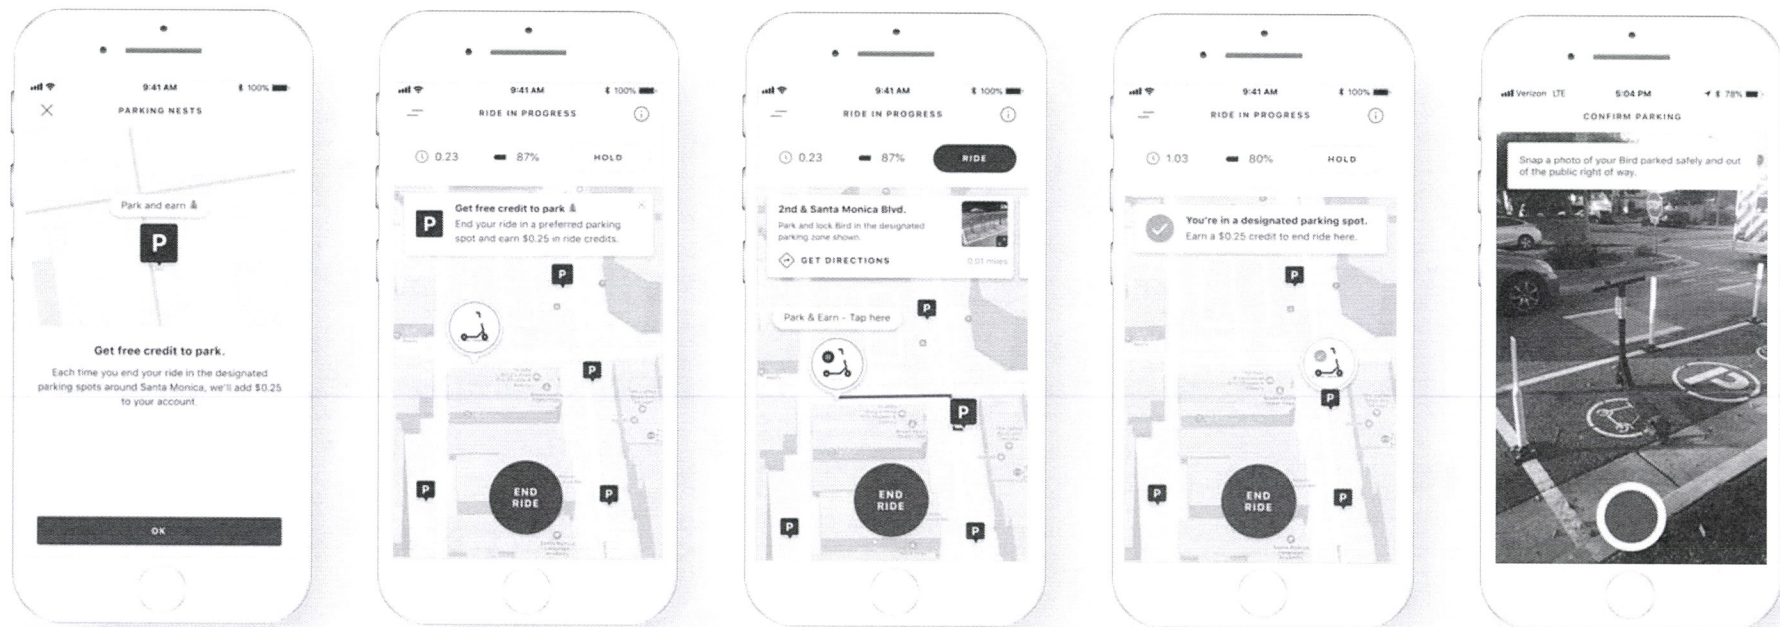 9:41 AM
100%
PARKING NESTS
Park and earn
P
Get free credit to park.
Each time you end your ride in the designated
parking spots around Santa Monica, we'll add $0.25
to your account.
OK
9:41 AM
100%
RIDE IN PROGRESS
0.23
87%
HOLD
P
Get free credit to park
End your ride in a preferred parking
spot and earn $0.25 in ride credits.
P
P
P
P
END
RIDE
9:41 AM
100%
RIDE IN PROGRESS
0.23
87%
RIDE
2nd & Santa Monica Blvd.
Park and lock Bird in the designated
parking zone shown.
GET DIRECTIONS
0.01 miles
P
Park & Earn - Tap here
P
P
P
END
RIDE
9:41 AM
100%
RIDE IN PROGRESS
1.03
80%
HOLD
You're in a designated parking spot.
Earn a $0.25 credit to end ride here.
P
P
P
P
END
RIDE
Verizon LTE
5:04 PM
78%
CONFIRM PARKING
Snap a photo of your Bird parked safely and out
of the public right of way.
P